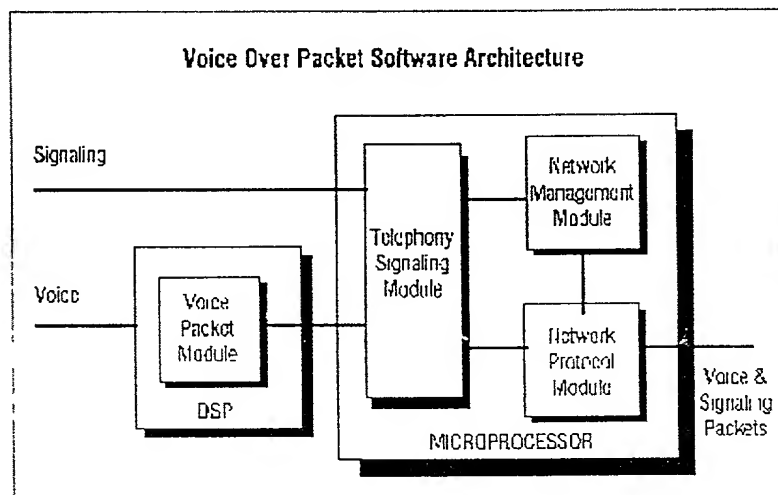 Voice Over Packet Software Architecture
Signaling
Voice
Voice
Packet
Module
DSP
Telephony
Signaling
Module
Network
Management
Module
Network
Protocol
Module
MICROPROCESSOR
Voice &
Signaling
Packets